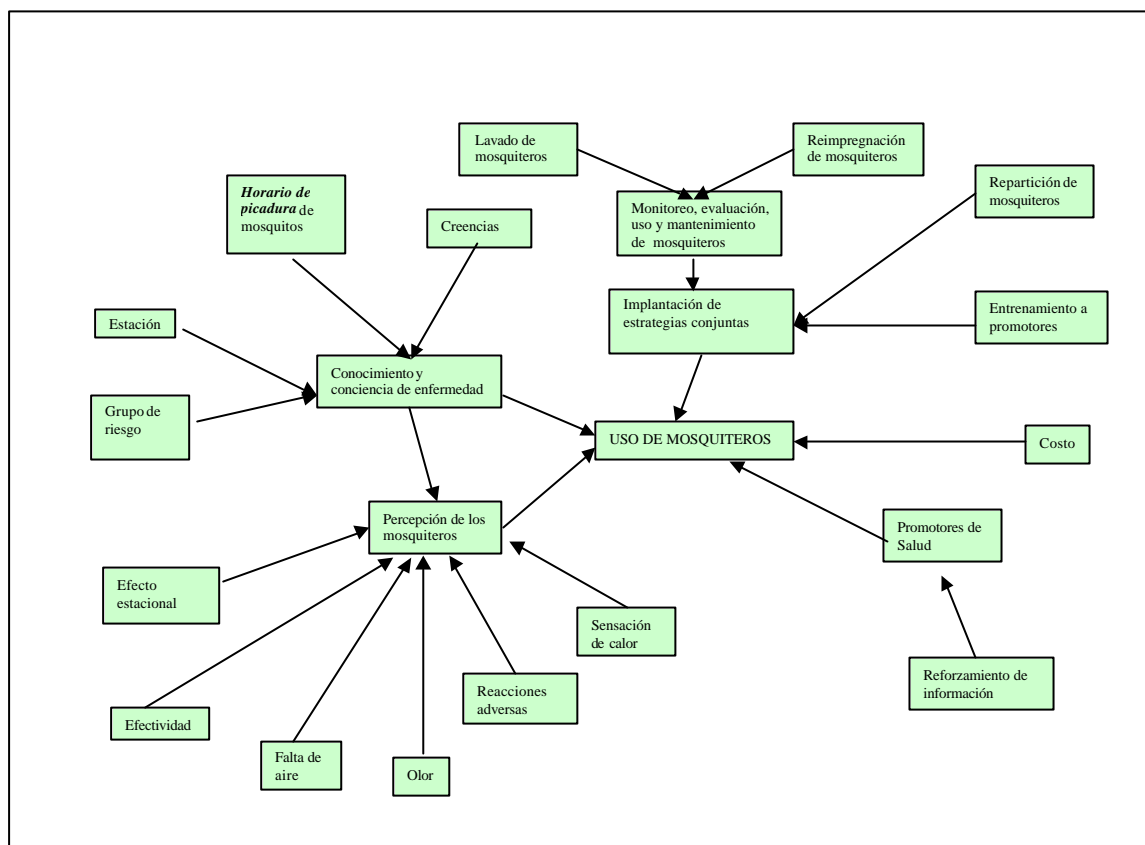 Lavado de
mosquiteros
Reimpregnación
de mosquiteros
Repartición de
mosquiteros
Horario de
picadura de
mosquitos
Creencias
Monitoreo, evaluación,
uso y mantenimiento
de mosquiteros
Implantación de
estrategias conjuntas
Entrenamiento a
promotores
Estación
Conocimiento y
conciencia de enfermedad
Grupo de
riesgo
USO DE MOSQUITEROS
Costo
Percepción de los
mosquiteros
Promotores de
Salud
Efecto
estacional
Sensación
de calor
Reforzamiento de
información
Reacciones
adversas
Efectividad
Falta de
aire
Olor